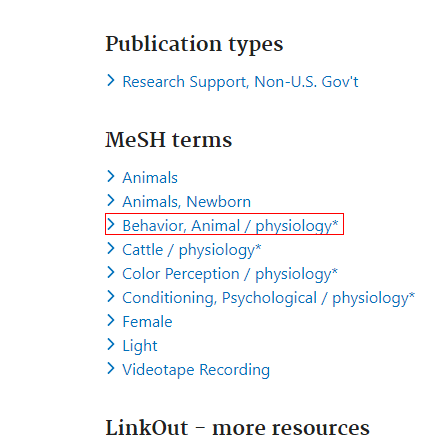 Publication types
Research Support, Non-U.S. Gov't
MeSH terms
Animals
Animals, Newborn
Behavior, Animal / physiology*
Cattle / physiology*
Color Perception / physiology*
Conditioning, Psychological / physiology*
Female
Light
Videotape Recording
LinkOut - more resources